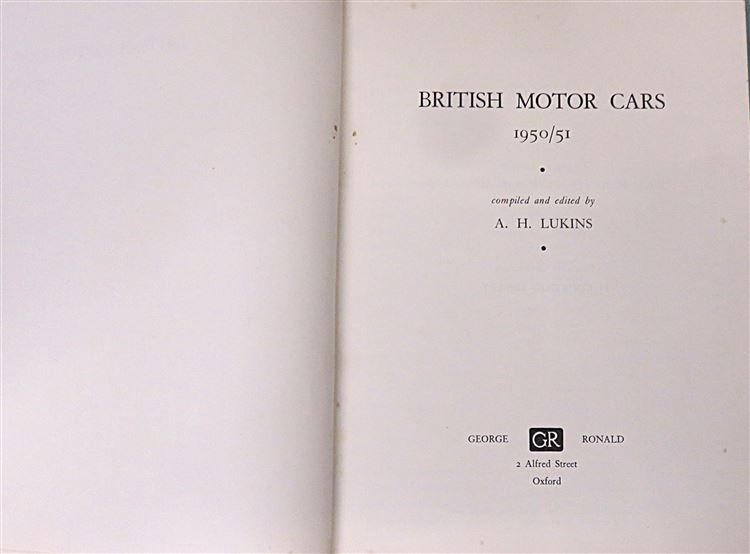 BRITISH MOTOR CARS
1950/51
compiled and edited by
A. H. LUKINS
GEORGE GR RONALD
2 Alfred Street
Oxford